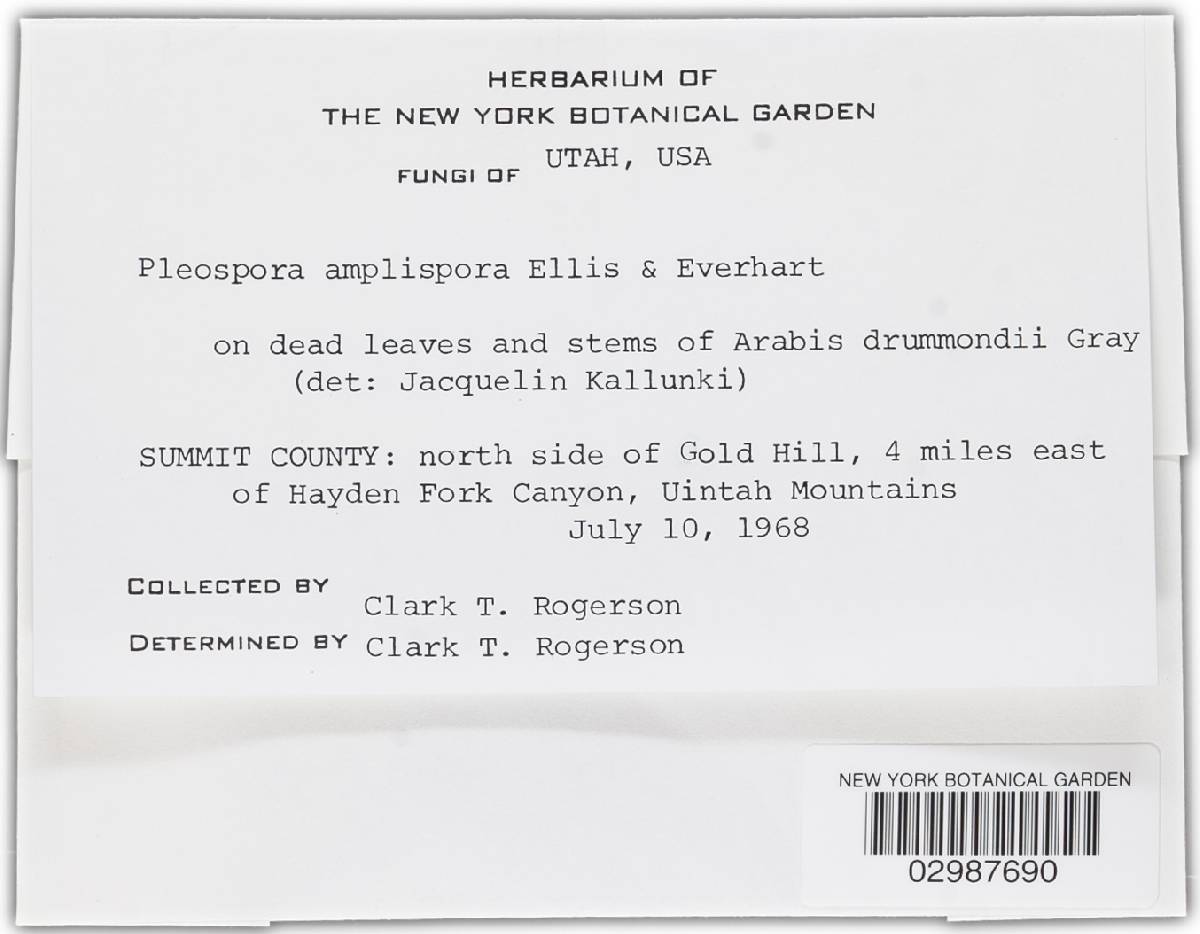 HERBARIUM OF
THE NEW YORK BOTANICAL GARDEN
FUNGI OF UTAH, USA
Pleospora amplispora Ellis & Everhart
on dead leaves and stems of Arabis drummondii Gray
(det: Jacquelin Kallunki)
SUMMIT COUNTY: north side of Gold Hill, 4 miles east
of Hayden Fork Canyon, Uintah Mountains
July 10, 1968
COLLECTED BY Clark T. Rogerson
DETERMINED BY Clark T. Rogerson
NEW YORK BOTANICAL GARDEN
02987690